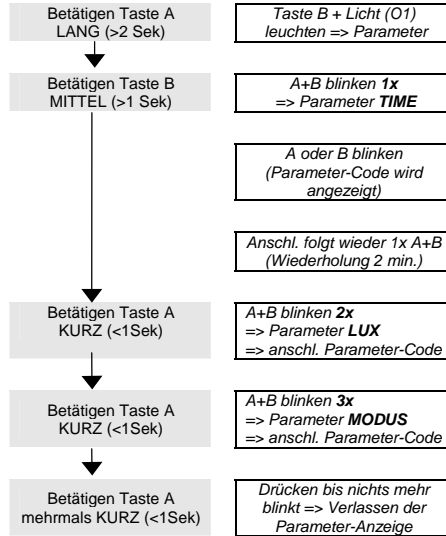 Betätigen Taste A
LANG (>2 Sek)
Taste B + Licht (O1)
leuchten => Parameter
Betätigen Taste B
MITTEL (>1 Sek)
A+B blinken 1x
=> Parameter TIME
A oder B blinken
(Parameter-Code wird
angezeigt)
Anschl. folgt wieder 1x A+B
(Wiederholung 2 min.)
Betätigen Taste A
KURZ (<1Sek)
A+B blinken 2x
=> Parameter LUX
=> anschl. Parameter-Code
Betätigen Taste A
KURZ (<1Sek)
A+B blinken 3x
=> Parameter MODUS
=> anschl. Parameter-Code
Betätigen Taste A
mehrmals KURZ (<1Sek)
Drücken bis nichts mehr
blinkt => Verlassen der
Parameter-Anzeige